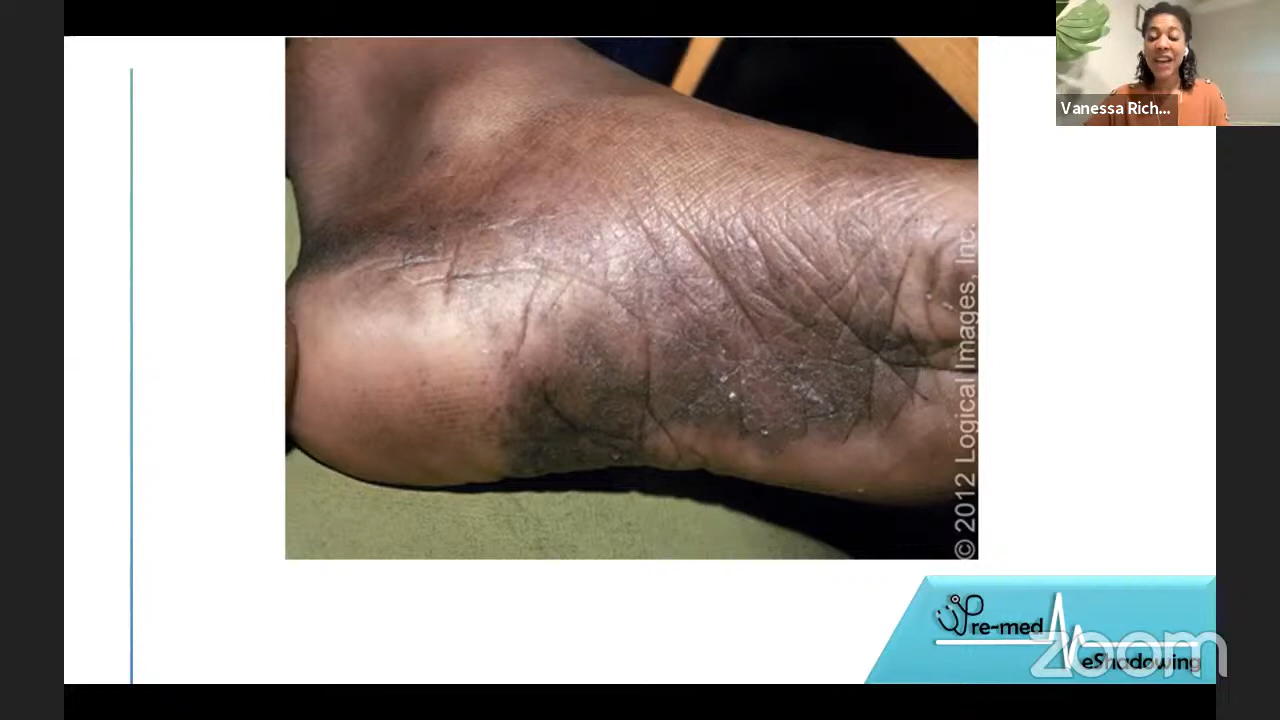 Vanessa Rich...
© 2012 Logical Images, Inc.
Pre-med
eShadowing
zoom